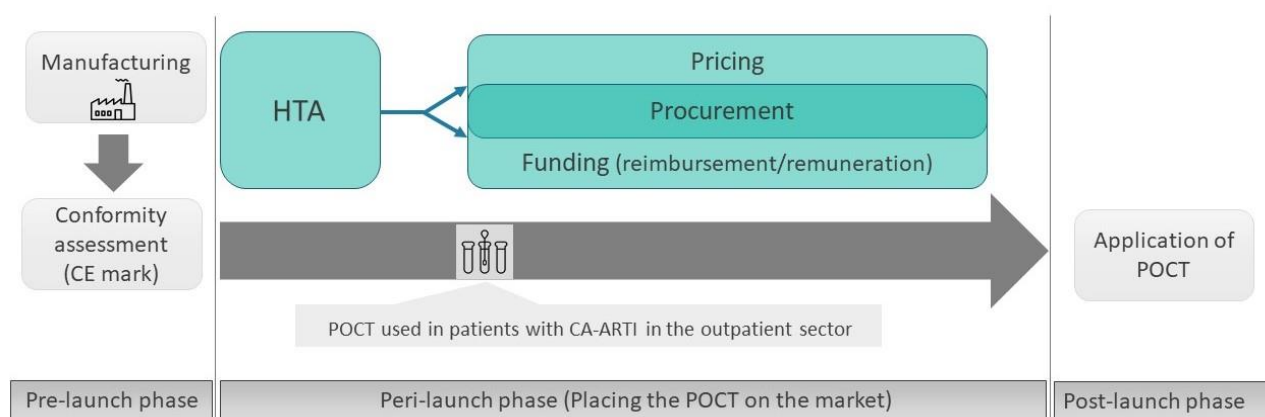 Manufacturing
Conformity
assessment
(CE mark)
HTA
Pricing
Procurement
Funding (reimbursement/remuneration)
POCT used in patients with CA-ARTI in the outpatient sector
Application of
POCT
Pre-launch phase
Peri-launch phase (Placing the POCT on the market)
Post-launch phase